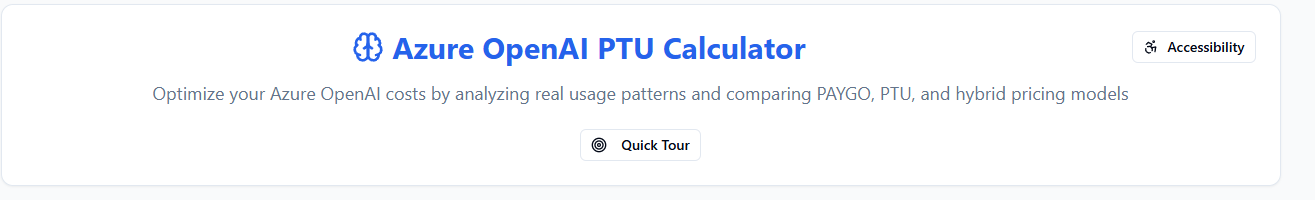 Azure OpenAI PTU Calculator
Accessibility
Optimize your Azure OpenAI costs by analyzing real usage patterns and comparing PAYGO, PTU, and hybrid pricing models
Quick Tour